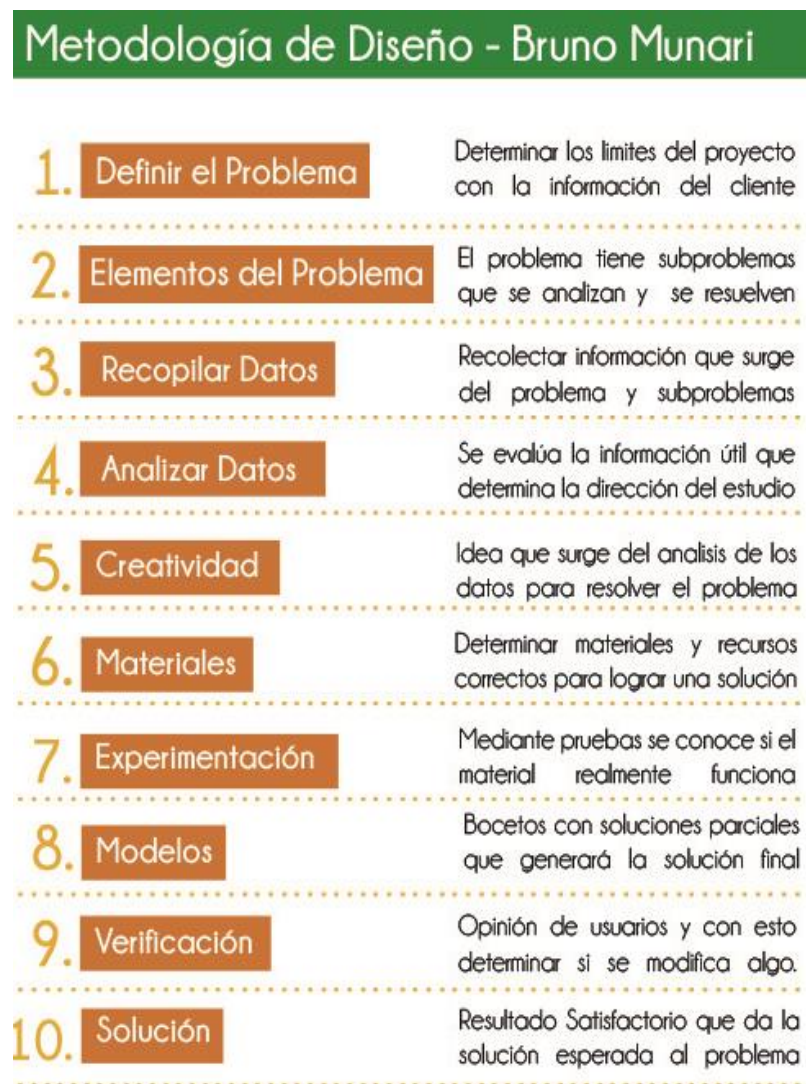 Metodología de Diseño - Bruno Munari
1. Definir el Problema
Determinar los limites del proyecto
con la información del cliente
2. Elementos del Problema
El problema tiene subproblemas
que se analizan y se resuelven
3. Recopilar Datos
Recolectar información que surge
del problema y subproblemas
4. Analizar Datos
Se evalúa la información útil que
determina la dirección del estudio
5. Creatividad
Idea que surge del analisis de los
datos para resolver el problema
6. Materiales
Determinar materiales y recursos
correctos para lograr una solución
7. Experimentación
Mediante pruebas se conoce si el
material realmente funciona
8. Modelos
Bocetos con soluciones parciales
que generará la solución final
9. Verificación
Opinión de usuarios y con esto
determinar si se modifica algo.
10. Solución
Resultado Satisfactorio que da la
solución esperada al problema